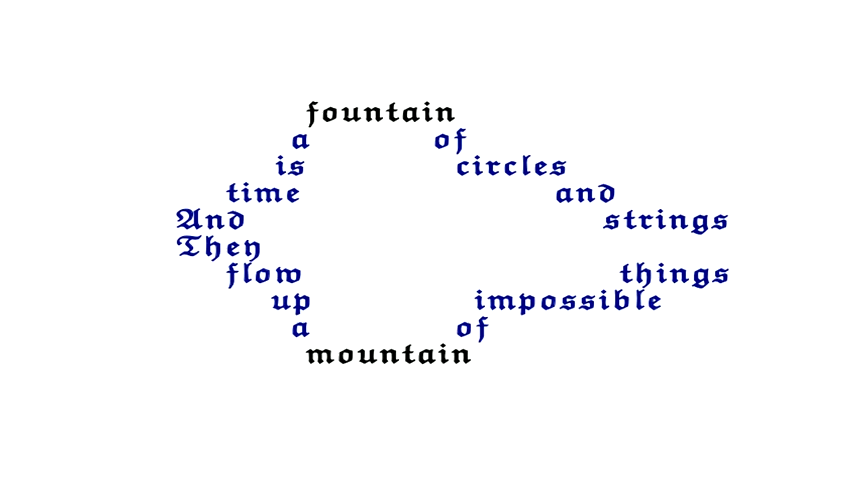 And time is a fountain of circles and strings
They flow up a mountain of impossible things